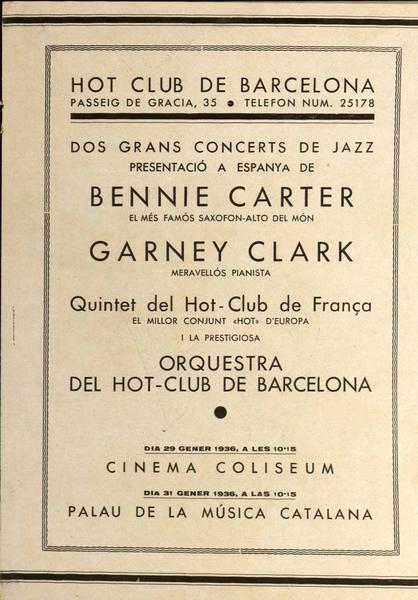 HOT CLUB DE BARCELONA
PASSEIG DE GRACIA, 35 ● TELEFON NUM. 25178
DOS GRANS CONCERTS DE JAZZ
PRESENTACIÓ A ESPANYA DE
BENNIE CARTER
EL MÉS FAMÓS SAXOFON-ALTO DEL MÓN
GARNEY CLARK
MERAVELLÓS PIANISTA
Quintet del Hot-Club de França
EL MILLOR CONJUNT «HOT» D'EUROPA
I LA PRESTIGIOSA
ORQUESTRA
DEL HOT-CLUB DE BARCELONA
●
DIA 29 GENER 1936, A LES 10·15
CINEMA COLISEUM
DIA 31 GENER 1936, A LES 10·15
PALAU DE LA MÚSICA CATALANA